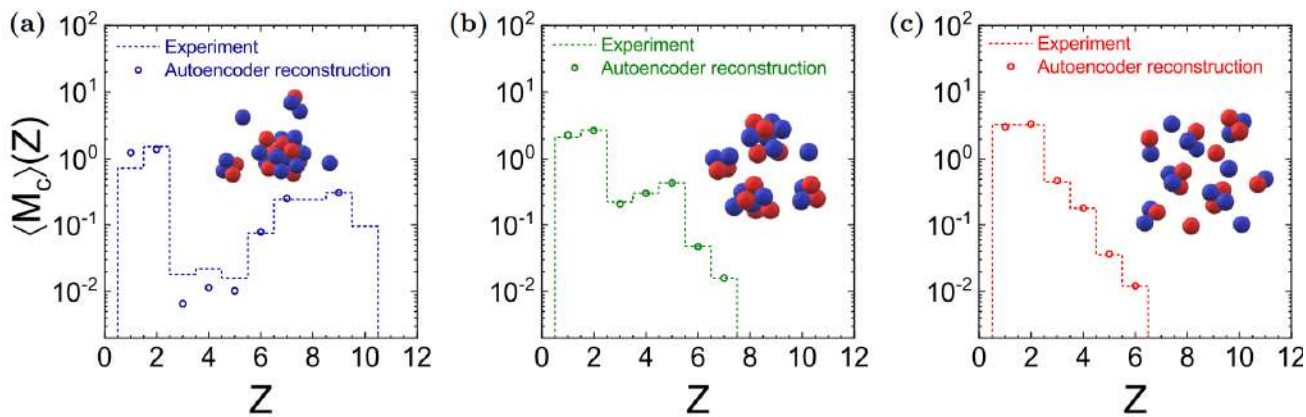 (a)
⟨M_c⟩(Z)
10^2
10^1
10^0
10^-1
10^-2
Experiment
Autoencoder reconstruction
0 2 4 6 8 10 12
Z
(b)
10^2
10^1
10^0
10^-1
10^-2
Experiment
Autoencoder reconstruction
0 2 4 6 8 10 12
Z
(c)
10^2
10^1
10^0
10^-1
10^-2
Experiment
Autoencoder reconstruction
0 2 4 6 8 10 12
Z